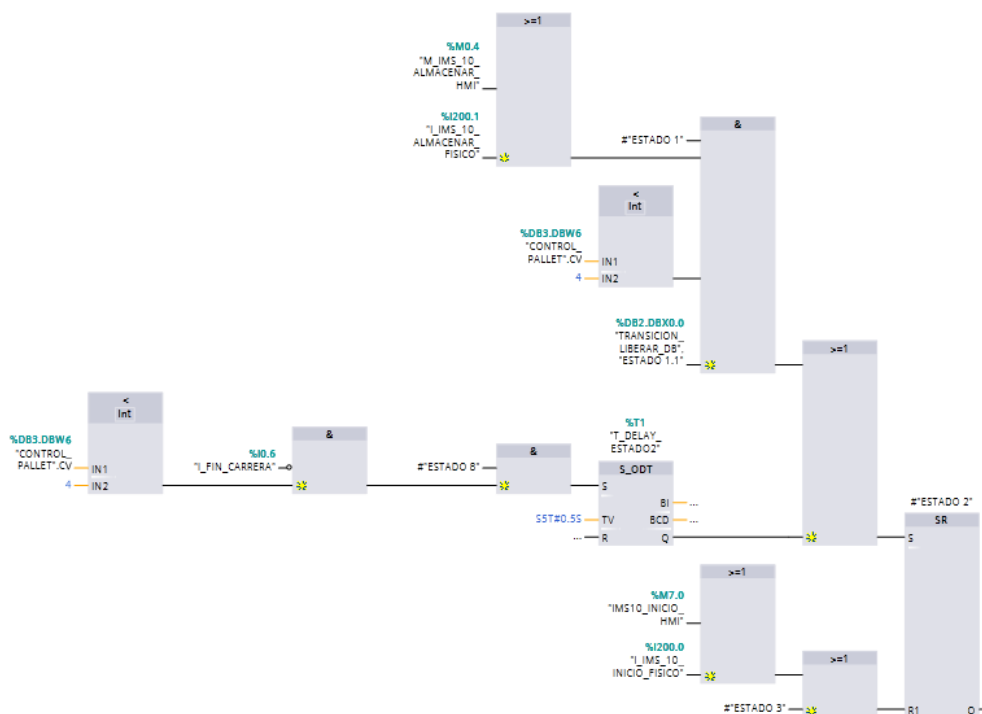 >=1
%M0.4
"M_IMS_10_
ALMACENAR_
HMI"
%I200.1
"I_IMS_10_
ALMACENAR_
FISICO"
&
#"ESTADO 1"
<
Int
%DB3.DBW6
"CONTROL_
PALLET".CV
IN1
4
IN2
%DB2.DBX0.0
"TRANSICION_
LIBERAR_DB".
"ESTADO 1.1"
>=1
<
Int
%DB3.DBW6
"CONTROL_
PALLET".CV
IN1
4
IN2
&
%I0.6
"I_FIN_CARRERA"
&
#"ESTADO 8"
%T1
"T_DELAY_
ESTADO2"
S_ODT
S
BI
...
S5T#0.5S
TV
BCD
...
...
R
Q
#"ESTADO 2"
SR
S
>=1
%M7.0
"IMS10_INICIO_
HMI"
%I200.0
"I_IMS_10_
INICIO_FISICO"
>=1
#"ESTADO 3"
R1
Q